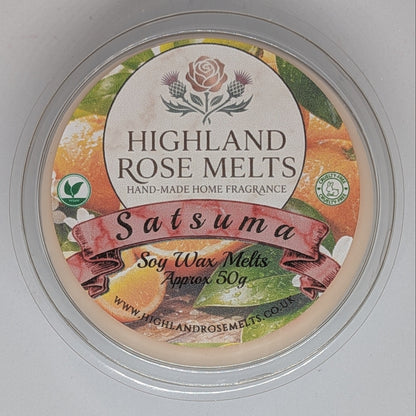 HIGHLAND
ROSE MELTS
HAND-MADE HOME FRAGRANCE
Satsuma
Soy Wax Melts
Approx 50g
WWW.HIGHLANDROSEMELTS.CO.UK